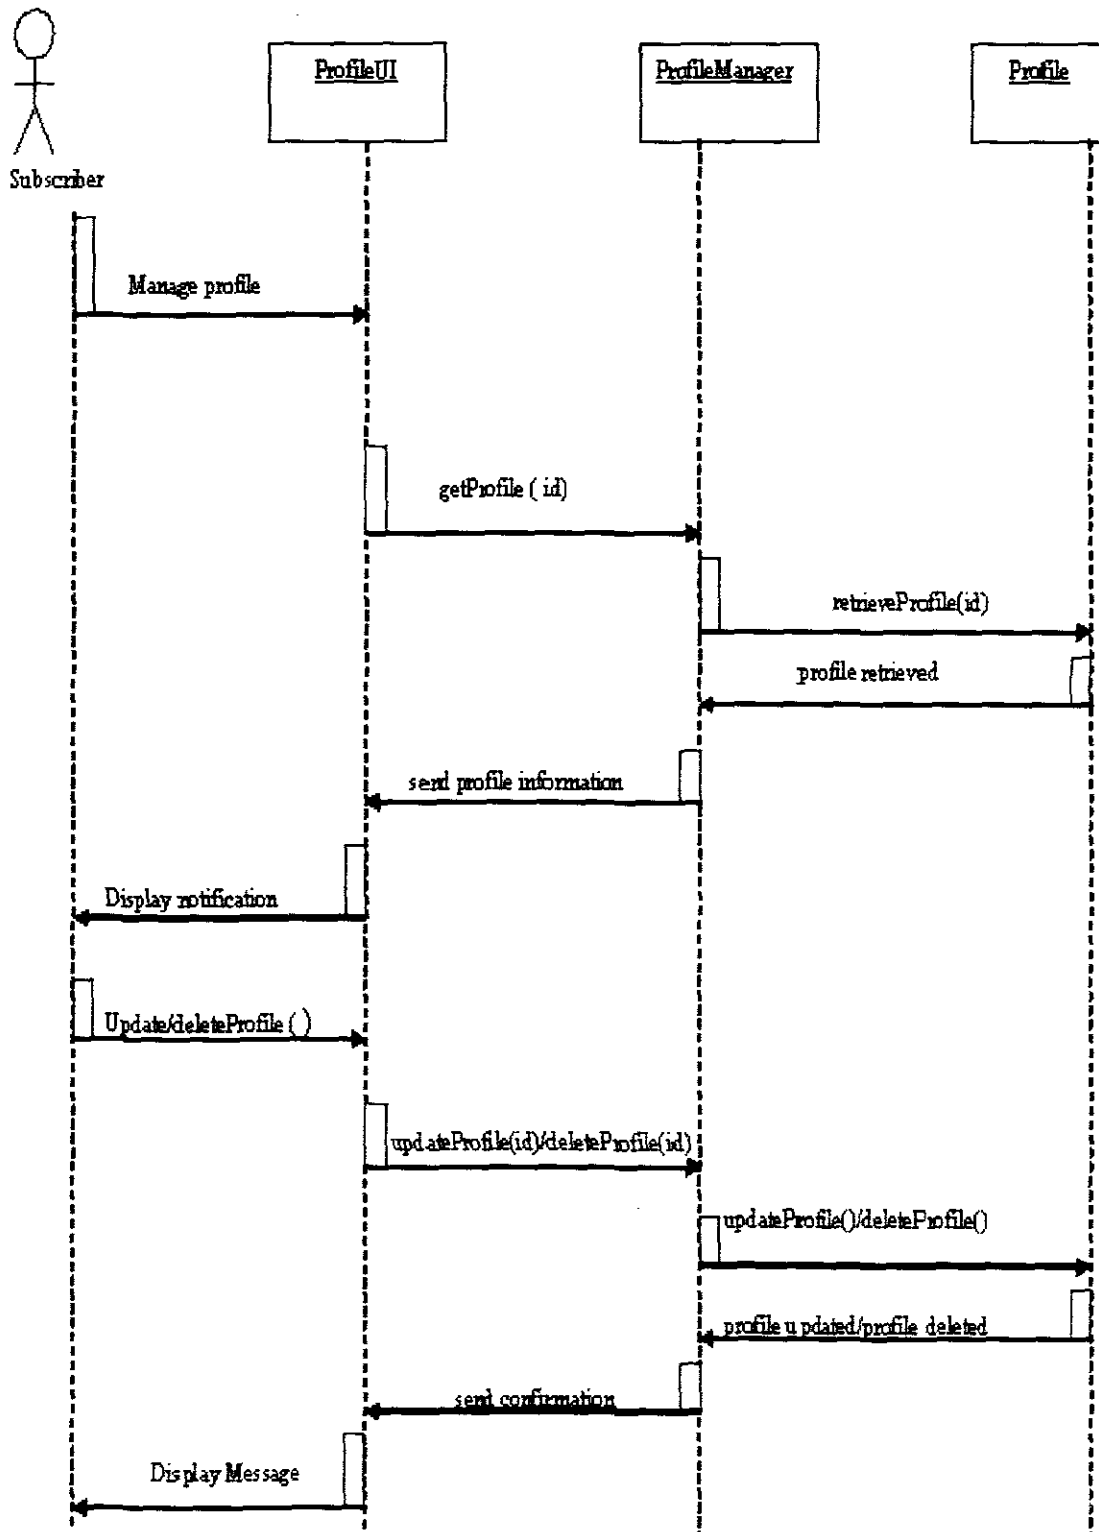 ProfileUI
ProfileManager
Profile
Subscriber
Manage profile
getProfile ( id)
retrieveProfile(id)
profile retrieved
send profile information
Display notification
Update/deleteProfile ( )
updateProfile(id)/deleteProfile(id)
updateProfile()/deleteProfile()
profile u pdated/profile deleted
send confirmation
Display Message